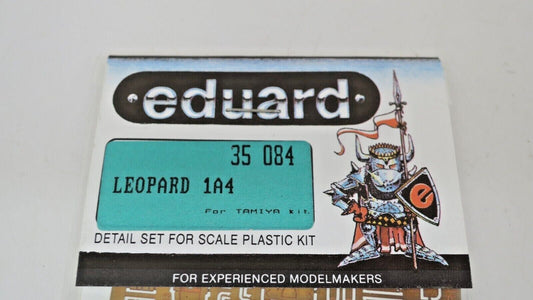 eduard
35 084
LEOPARD 1A4
For TAMIYA kit
DETAIL SET FOR SCALE PLASTIC KIT
e
FOR EXPERIENCED MODELMAKERS